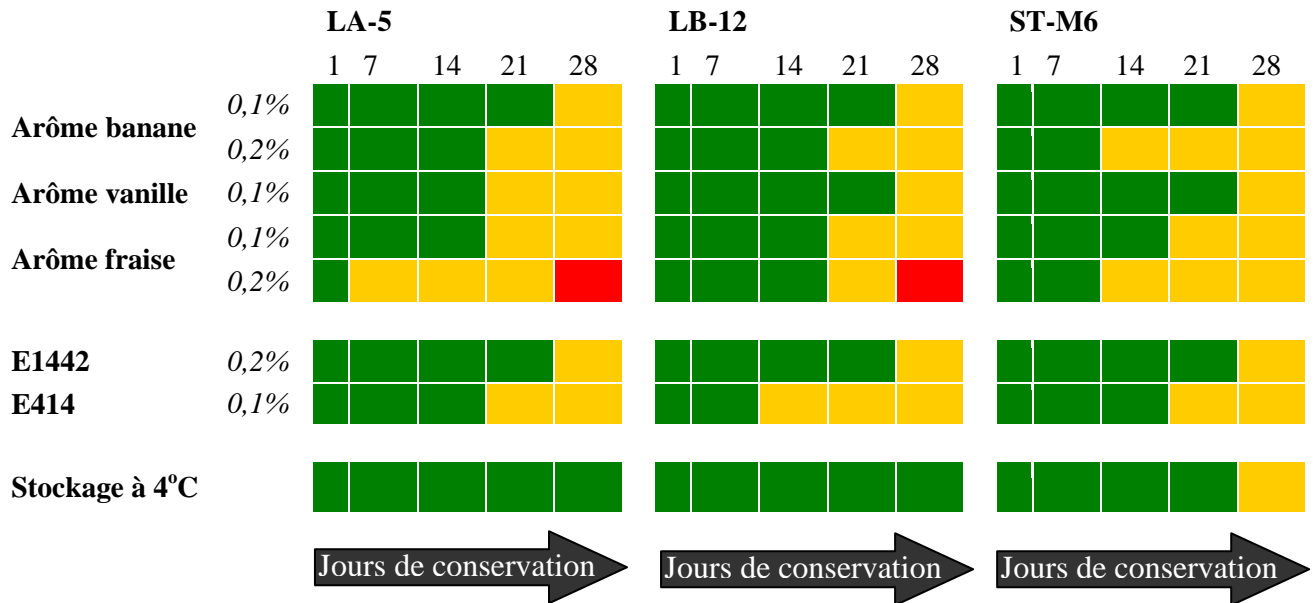 LA-5 LB-12 ST-M6
1 7 14 21 28 1 7 14 21 28 1 7 14 21 28
Arôme banane 0,1%
0,2%
Arôme vanille 0,1%
Arôme fraise 0,1%
0,2%
E1442 0,2%
E414 0,1%
Stockage à 4°C
Jours de conservation Jours de conservation Jours de conservation